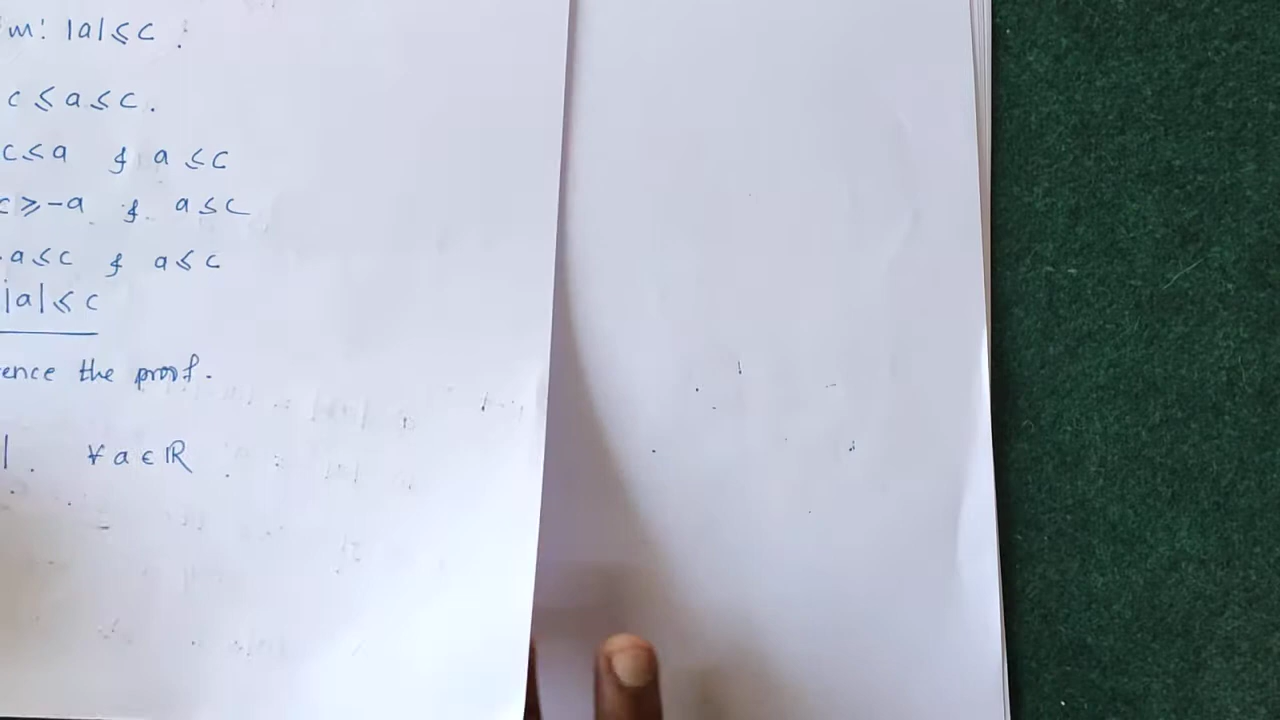 m: |a| ≤ c .
c ≤ a ≤ c .
c ≤ a & a ≤ c
c ≥ -a & a ≤ c
a ≤ c & a ≤ c
|a| ≤ c
ence the proof.
| . ∀ a ∈ ℝ